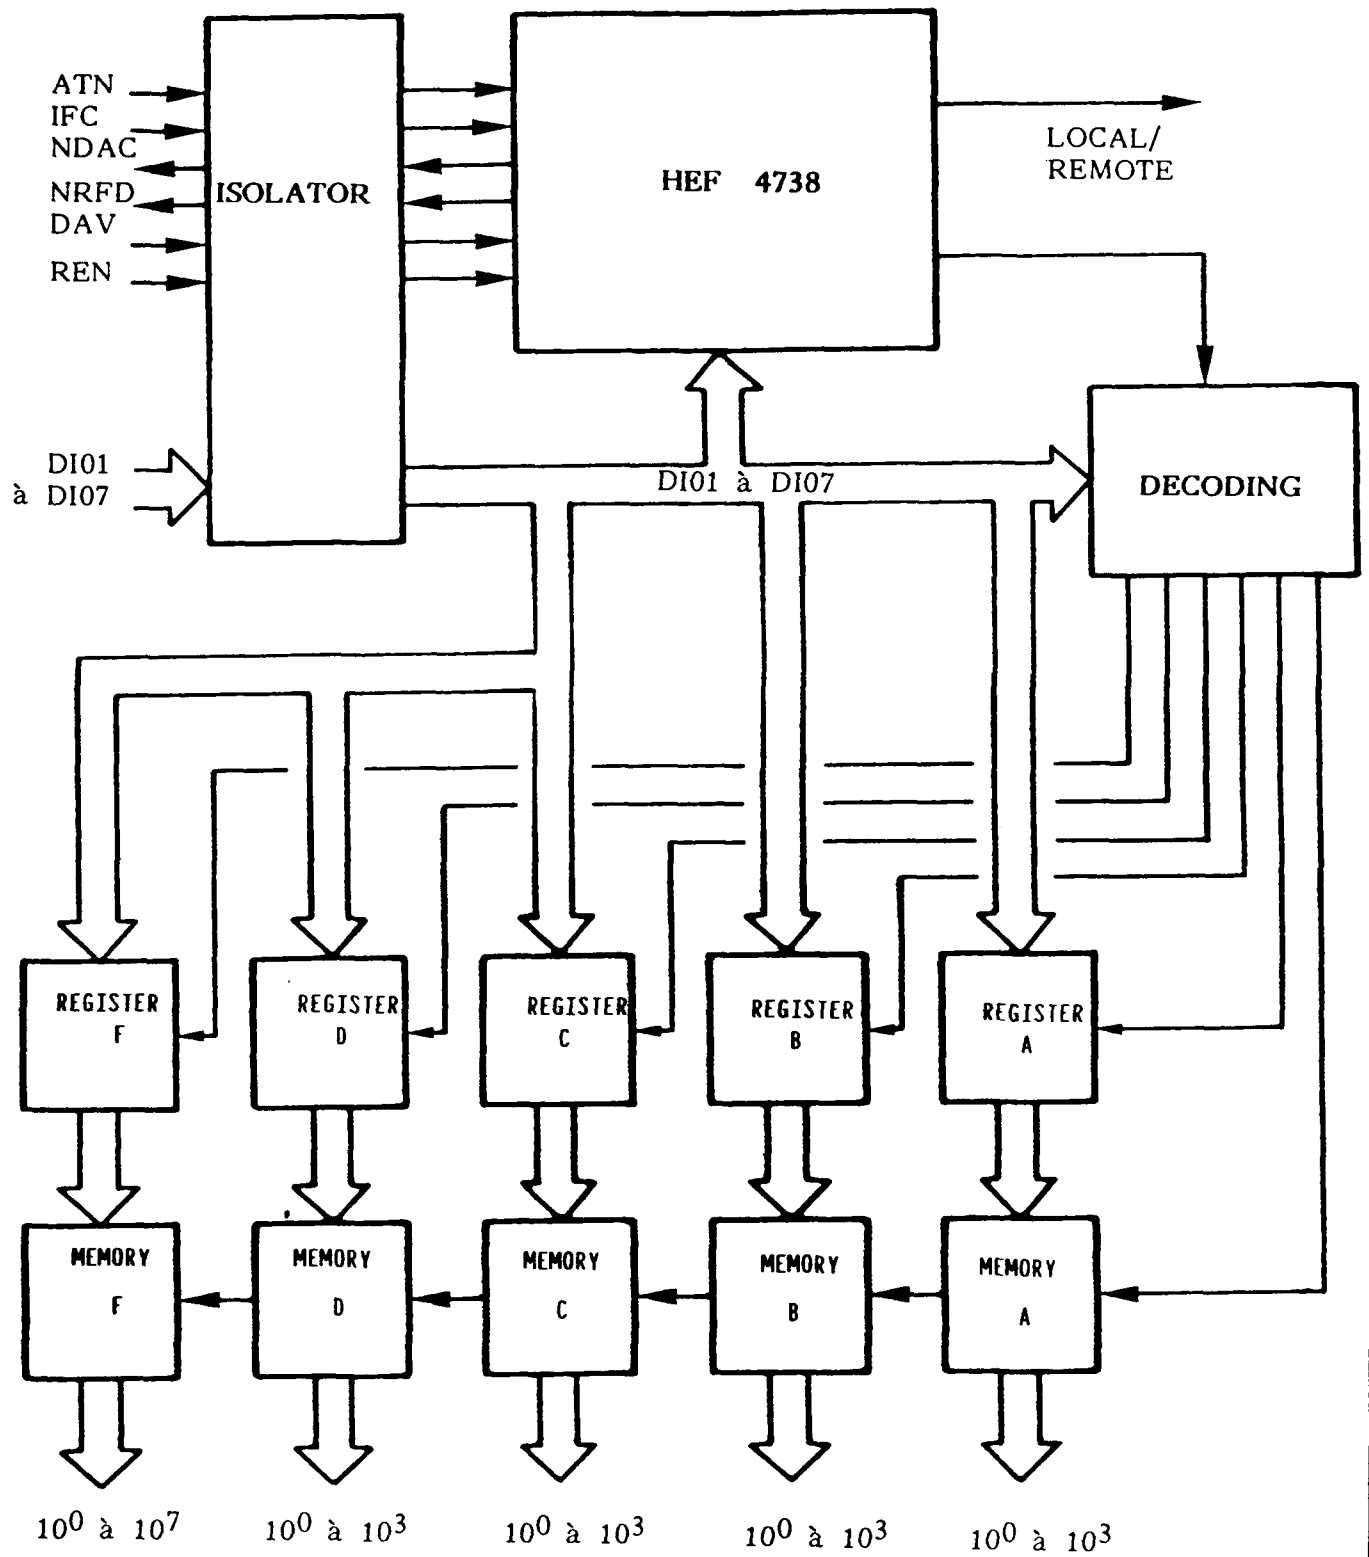 ATN
IFC
NDAC
NRFD
DAV
REN
ISOLATOR
HEF 4738
LOCAL/
REMOTE
DI01
à DI07
DI01 à DI07
DECODING
REGISTER
F
REGISTER
D
REGISTER
C
REGISTER
B
REGISTER
A
MEMORY
F
MEMORY
D
MEMORY
C
MEMORY
B
MEMORY
A
10⁰ à 10⁷
10⁰ à 10³
10⁰ à 10³
10⁰ à 10³
10⁰ à 10³